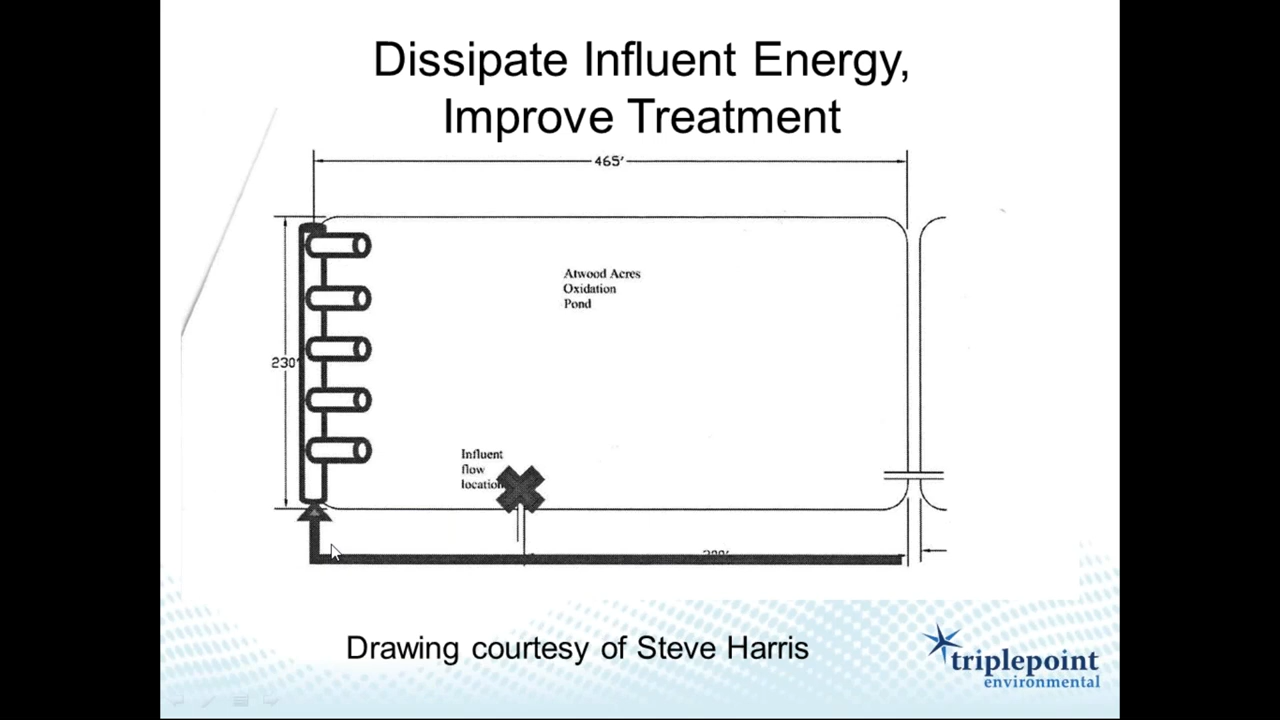 Dissipate Influent Energy,
Improve Treatment
465'
Atwood Acres
Oxidation
Pond
230'
Influent
flow
location
Drawing courtesy of Steve Harris
triplepoint
environmental